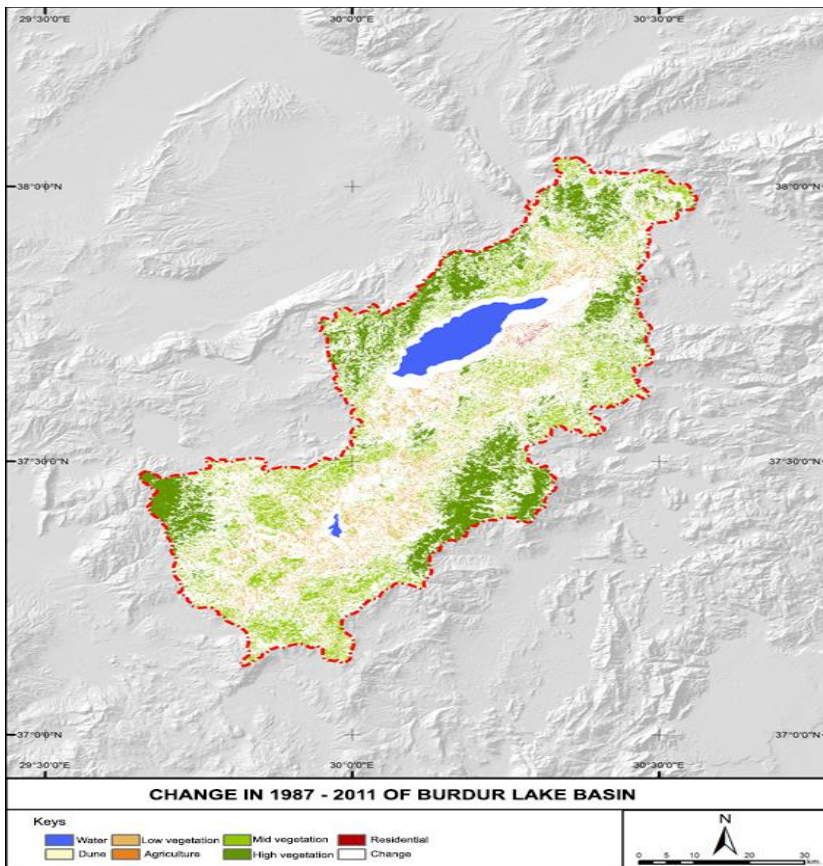 29°30'0"E 30°0'0"E 30°30'0"E
38°0'0"N 38°0'0"N
37°30'0"N 37°30'0"N
37°0'0"N 37°0'0"N
29°30'0"E 30°0'0"E 30°30'0"E
CHANGE IN 1987 - 2011 OF BURDUR LAKE BASIN
Keys
Water Low vegetation Mid vegetation Residential
Dune Agriculture High vegetation Change
N
0 5 10 20 30
km